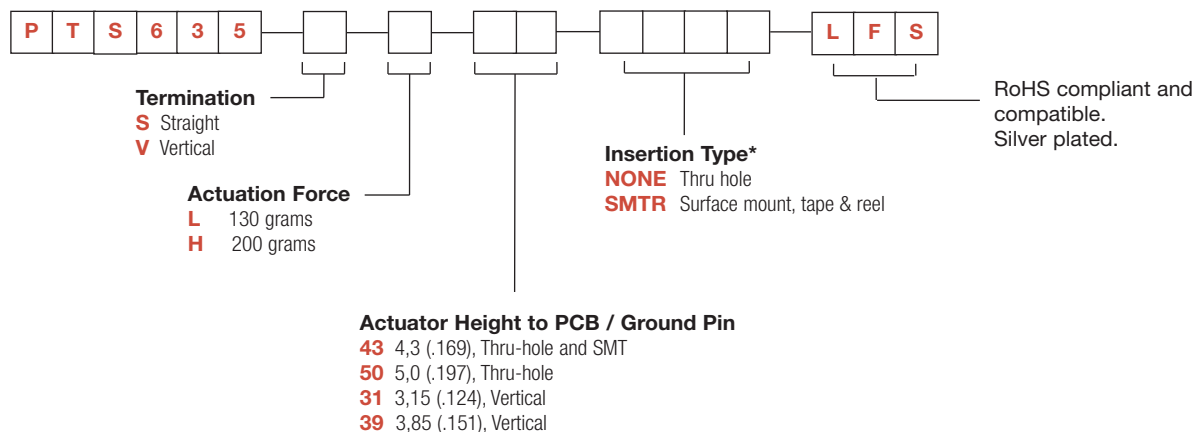 P T S 6 3 5 L F S
Termination
S Straight
V Vertical
Actuation Force
L 130 grams
H 200 grams
Actuator Height to PCB / Ground Pin
43 4,3 (.169), Thru-hole and SMT
50 5,0 (.197), Thru-hole
31 3,15 (.124), Vertical
39 3,85 (.151), Vertical
Insertion Type*
NONE Thru hole
SMTR Surface mount, tape & reel
RoHS compliant and
compatible.
Silver plated.